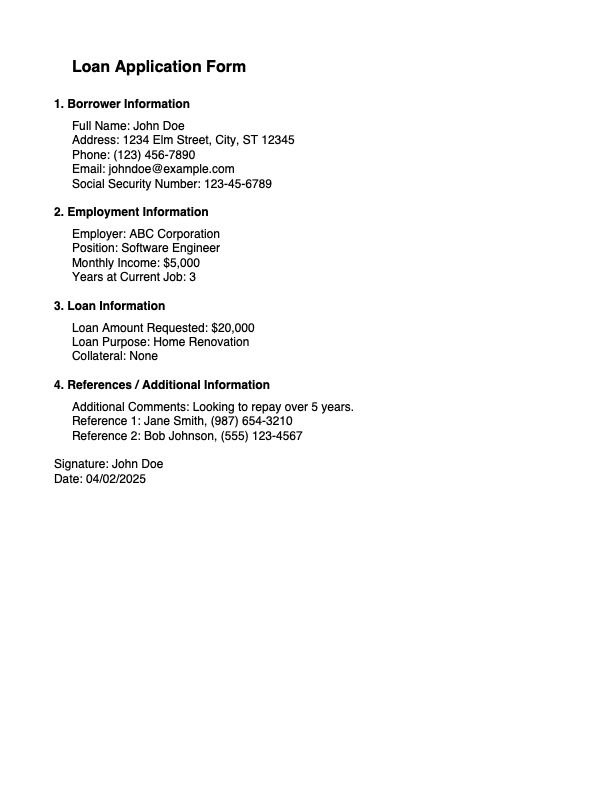 Loan Application Form
1. Borrower Information
Full Name: John Doe
Address: 1234 Elm Street, City, ST 12345
Phone: (123) 456-7890
Email: johndoe@example.com
Social Security Number: 123-45-6789
2. Employment Information
Employer: ABC Corporation
Position: Software Engineer
Monthly Income: $5,000
Years at Current Job: 3
3. Loan Information
Loan Amount Requested: $20,000
Loan Purpose: Home Renovation
Collateral: None
4. References / Additional Information
Additional Comments: Looking to repay over 5 years.
Reference 1: Jane Smith, (987) 654-3210
Reference 2: Bob Johnson, (555) 123-4567
Signature: John Doe
Date: 04/02/2025